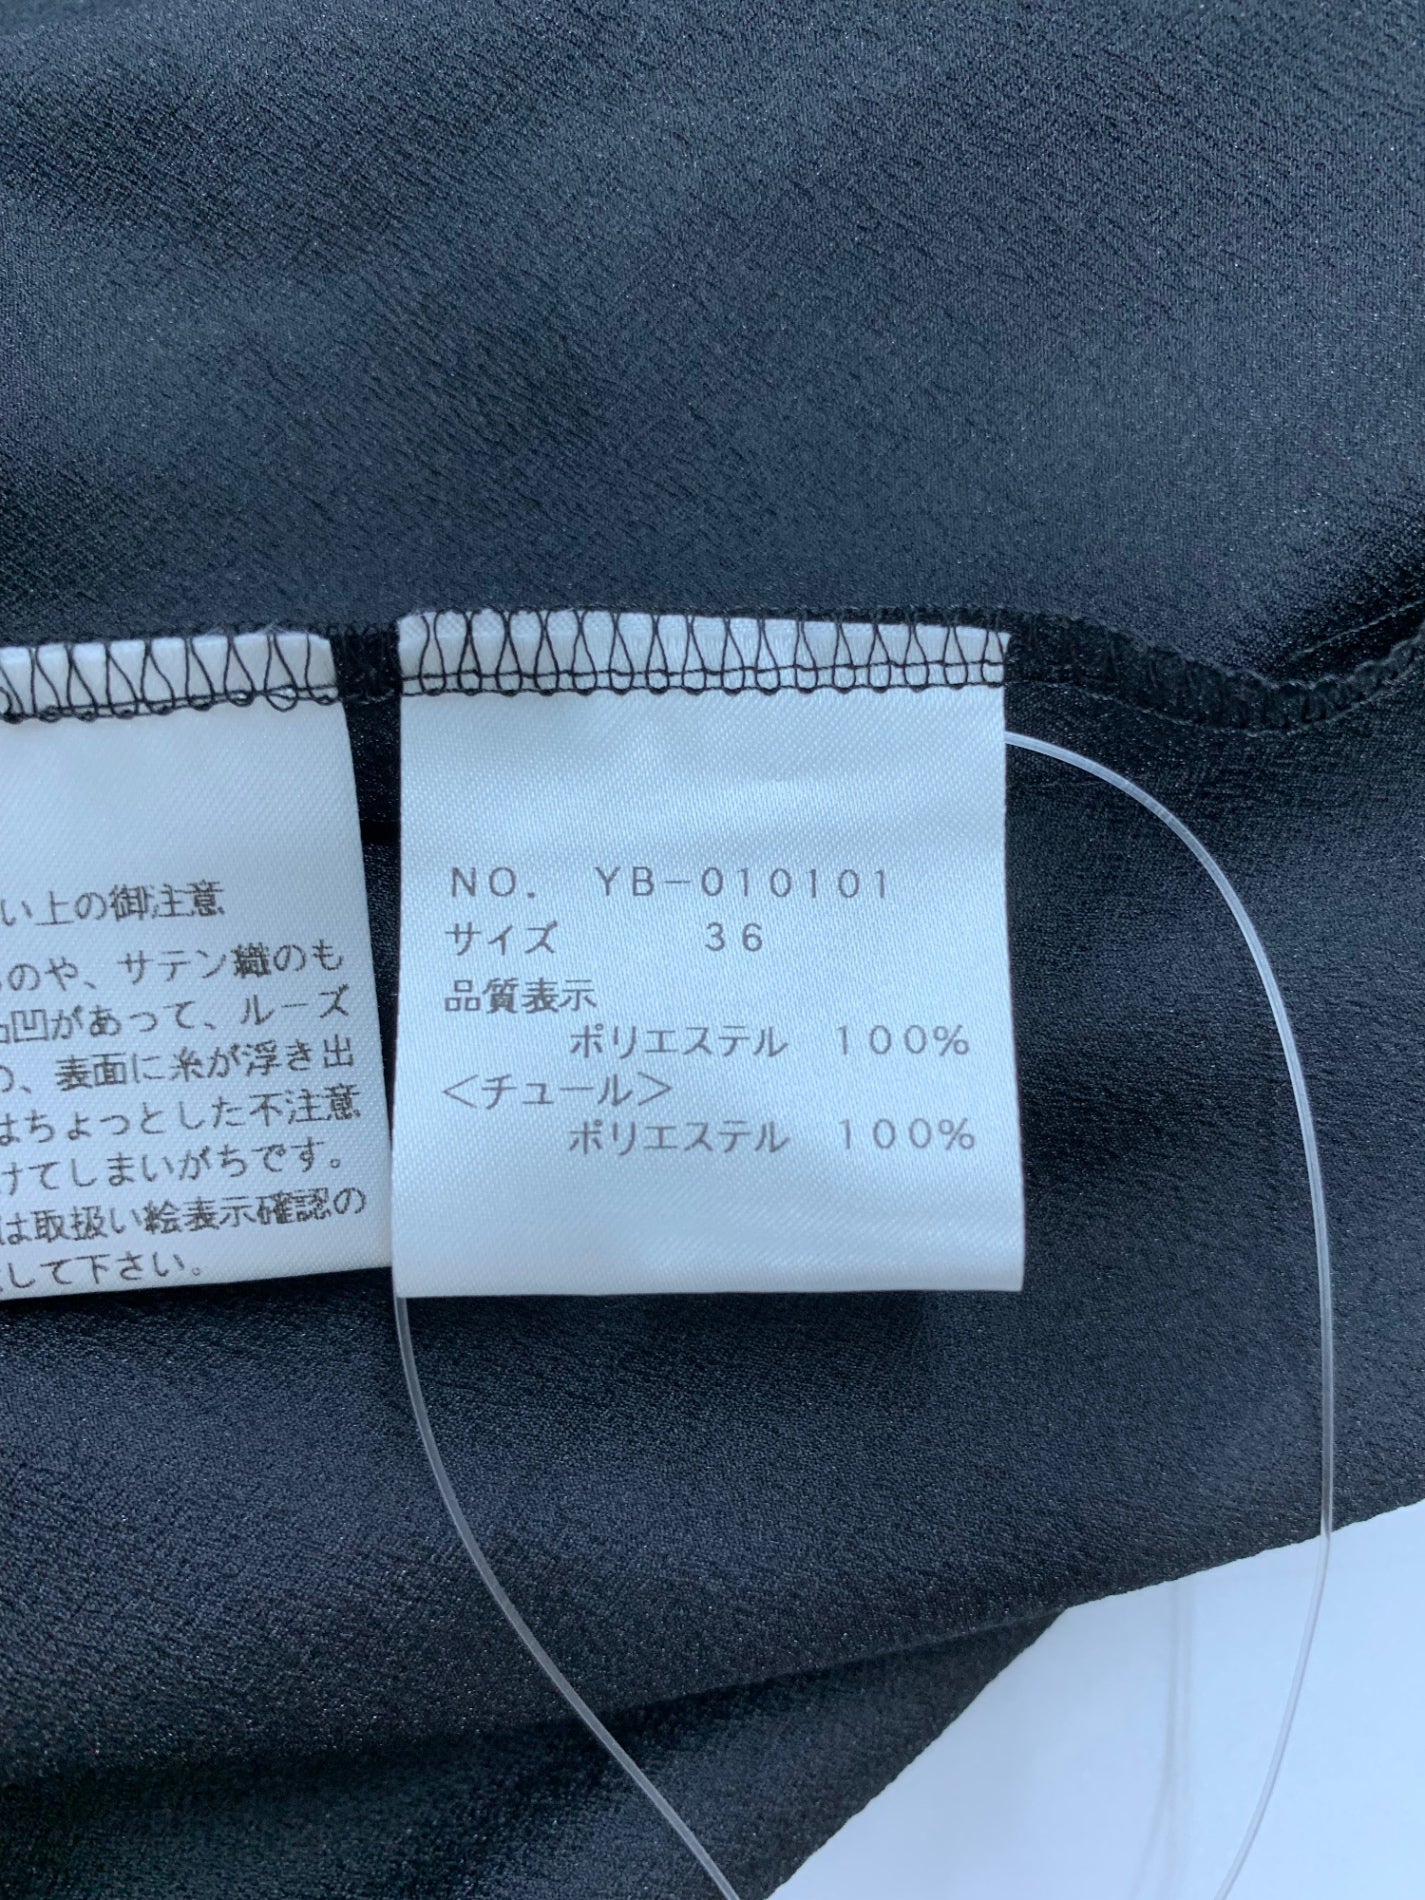 い上の御注意
のや、サテン織のも
凹があって、ルーズ
、表面に糸が浮き出
はちょっとした不注意
けてしまいがちです。
は取扱い絵表示確認の
して下さい。
NO. YB-010101
サイズ 36
品質表示
ポリエステル 100%
<チュール>
ポリエステル 100%